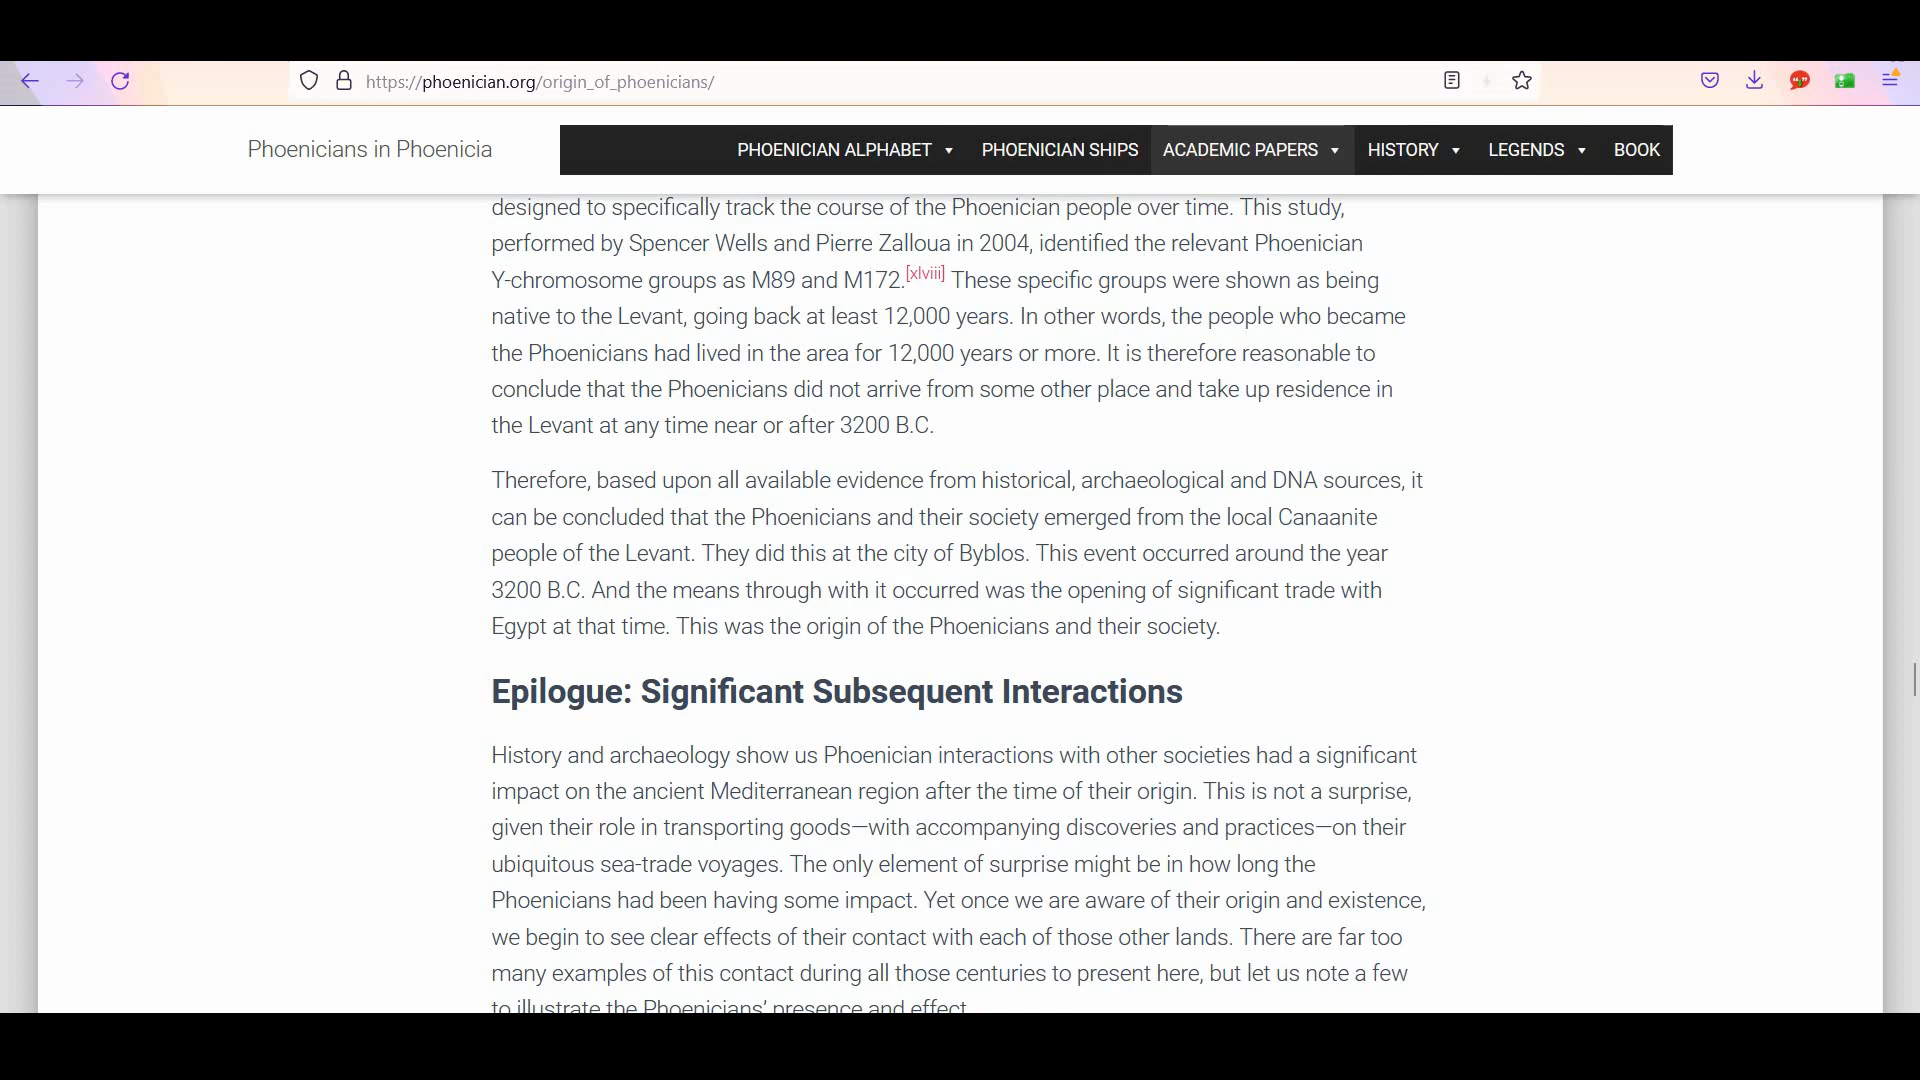 https://phoenician.org/origin_of_phoenicians/
Phoenicians in Phoenicia
PHOENICIAN ALPHABET PHOENICIAN SHIPS ACADEMIC PAPERS HISTORY LEGENDS BOOK
designed to specifically track the course of the Phoenician people over time. This study,
performed by Spencer Wells and Pierre Zalloua in 2004, identified the relevant Phoenician
Y-chromosome groups as M89 and M172.[xlviii] These specific groups were shown as being
native to the Levant, going back at least 12,000 years. In other words, the people who became
the Phoenicians had lived in the area for 12,000 years or more. It is therefore reasonable to
conclude that the Phoenicians did not arrive from some other place and take up residence in
the Levant at any time near or after 3200 B.C.
Therefore, based upon all available evidence from historical, archaeological and DNA sources, it
can be concluded that the Phoenicians and their society emerged from the local Canaanite
people of the Levant. They did this at the city of Byblos. This event occurred around the year
3200 B.C. And the means through with it occurred was the opening of significant trade with
Egypt at that time. This was the origin of the Phoenicians and their society.
Epilogue: Significant Subsequent Interactions
History and archaeology show us Phoenician interactions with other societies had a significant
impact on the ancient Mediterranean region after the time of their origin. This is not a surprise,
given their role in transporting goods—with accompanying discoveries and practices—on their
ubiquitous sea-trade voyages. The only element of surprise might be in how long the
Phoenicians had been having some impact. Yet once we are aware of their origin and existence,
we begin to see clear effects of their contact with each of those other lands. There are far too
many examples of this contact during all those centuries to present here, but let us note a few
to illustrate the Phoenicians’ presence and effect.